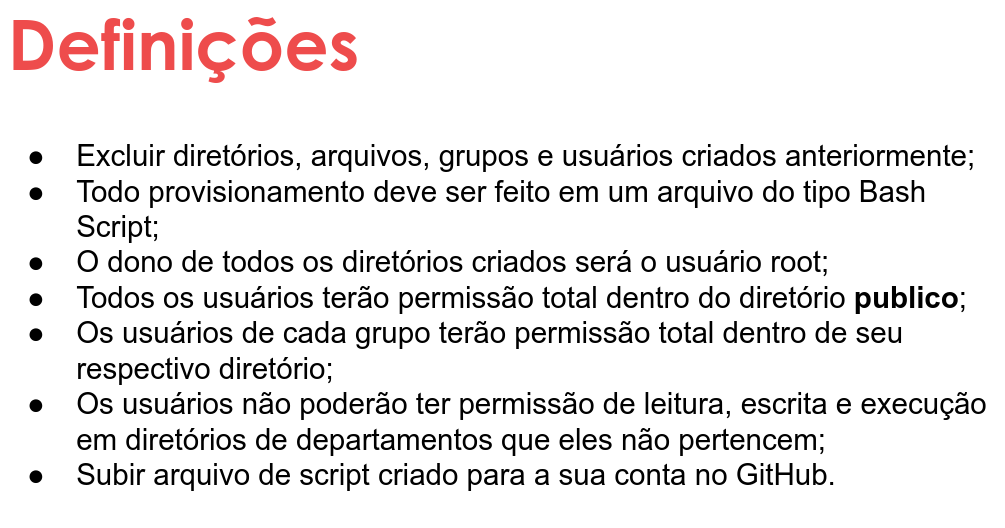 Definições
● Excluir diretórios, arquivos, grupos e usuários criados anteriormente;
● Todo provisionamento deve ser feito em um arquivo do tipo Bash
Script;
● O dono de todos os diretórios criados será o usuário root;
● Todos os usuários terão permissão total dentro do diretório publico;
● Os usuários de cada grupo terão permissão total dentro de seu
respectivo diretório;
● Os usuários não poderão ter permissão de leitura, escrita e execução
em diretórios de departamentos que eles não pertencem;
● Subir arquivo de script criado para a sua conta no GitHub.